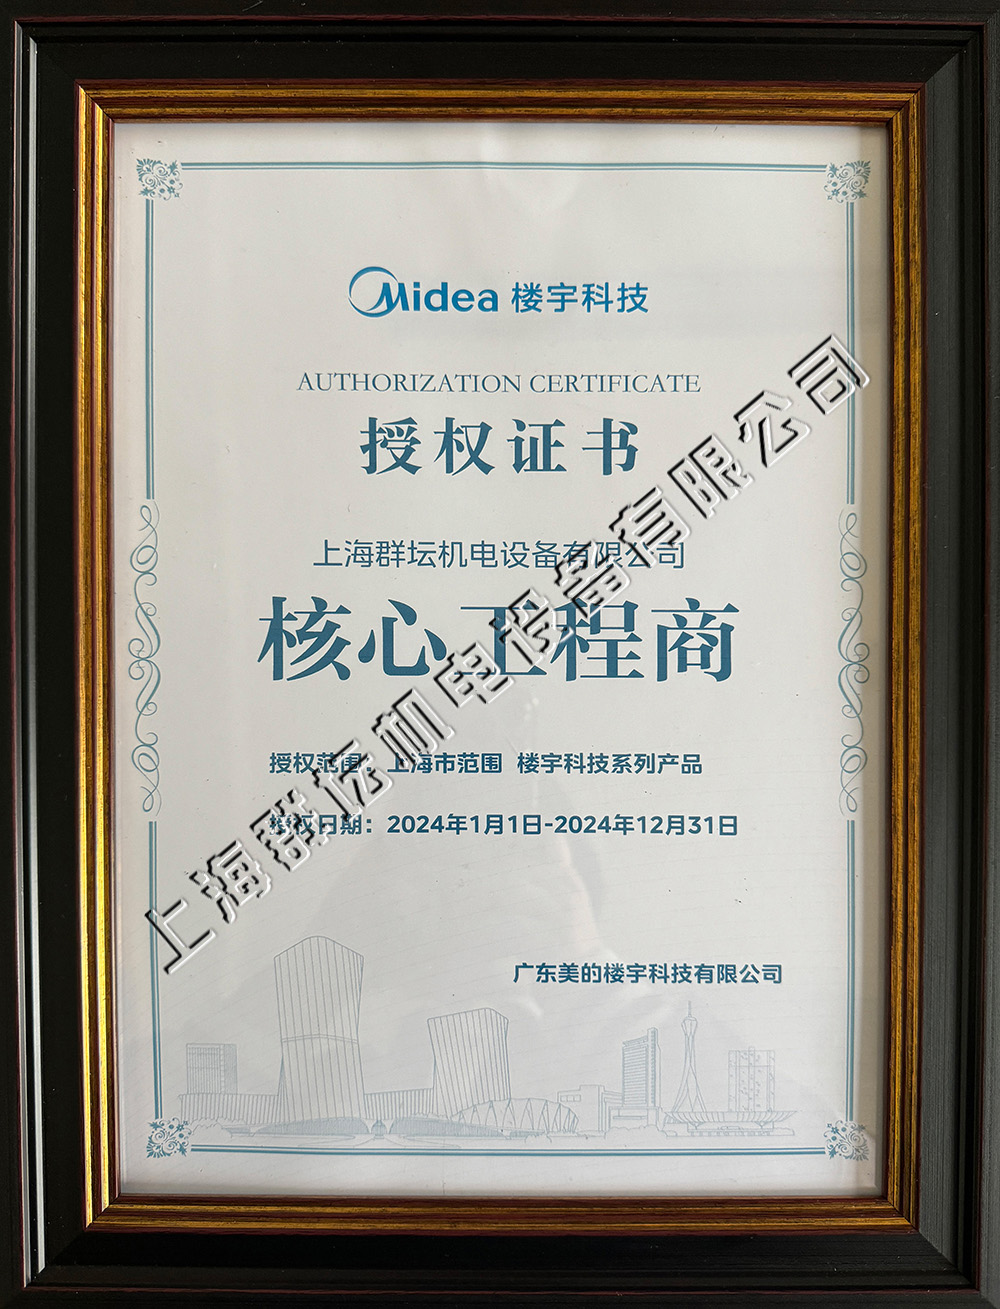 Midea 楼宇科技
AUTHORIZATION CERTIFICATE
授权证书
上海群坛机电设备有限公司
核心工程商
授权范围：上海市范围 楼宇科技系列产品
授权日期：2024年1月1日-2024年12月31日
广东美的楼宇科技有限公司
上海群坛机电设备有限公司